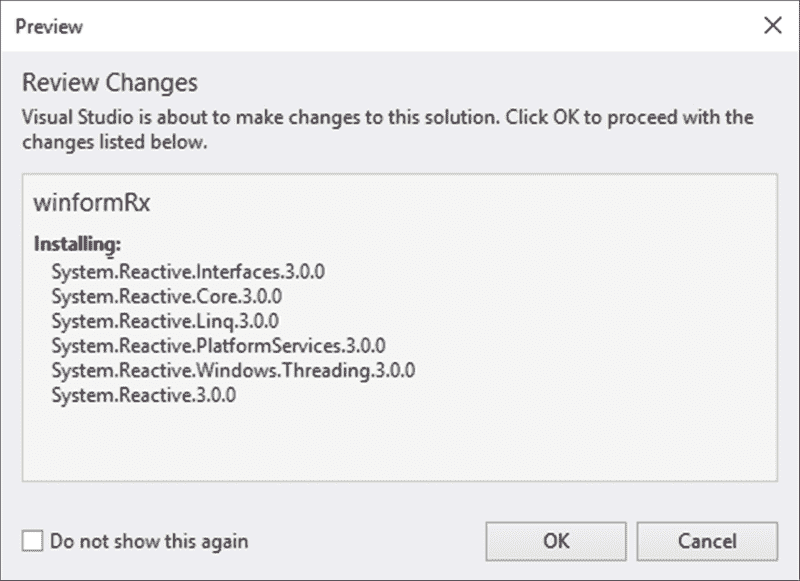 Preview
Review Changes
Visual Studio is about to make changes to this solution. Click OK to proceed with the
changes listed below.
winformRx
Installing:
System.Reactive.Interfaces.3.0.0
System.Reactive.Core.3.0.0
System.Reactive.Linq.3.0.0
System.Reactive.PlatformServices.3.0.0
System.Reactive.Windows.Threading.3.0.0
System.Reactive.3.0.0
Do not show this again
OK
Cancel